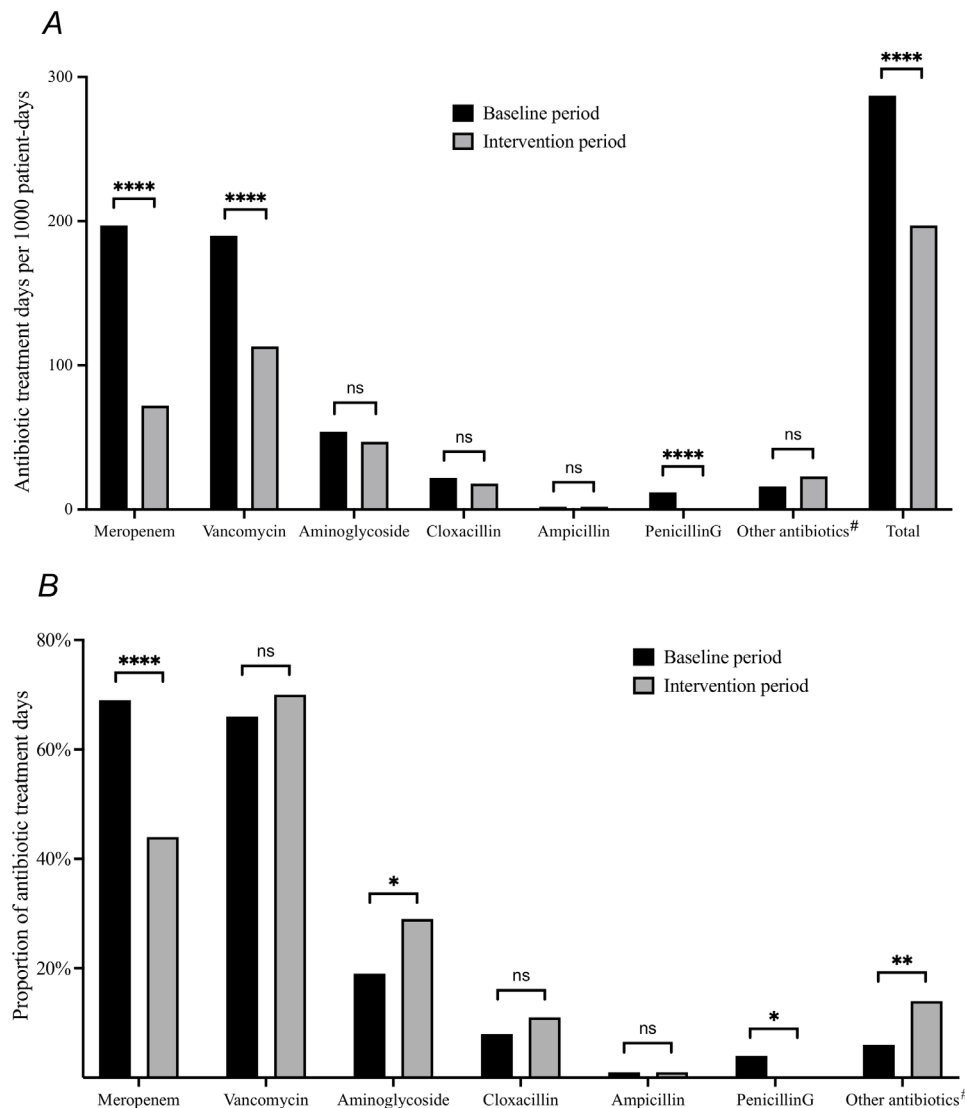 A
Antibiotic treatment days per 1000 patient-days
300
200
100
0
Baseline period
Intervention period
****
****
ns
ns
ns
****
ns
****
Meropenem
Vancomycin
Aminoglycoside
Cloxacillin
Ampicillin
PenicillinG
Other antibiotics#
Total
B
Proportion of antibiotic treatment days
80%
60%
40%
20%
Baseline period
Intervention period
****
ns
*
ns
ns
*
**
Meropenem
Vancomycin
Aminoglycoside
Cloxacillin
Ampicillin
PenicillinG
Other antibiotics#